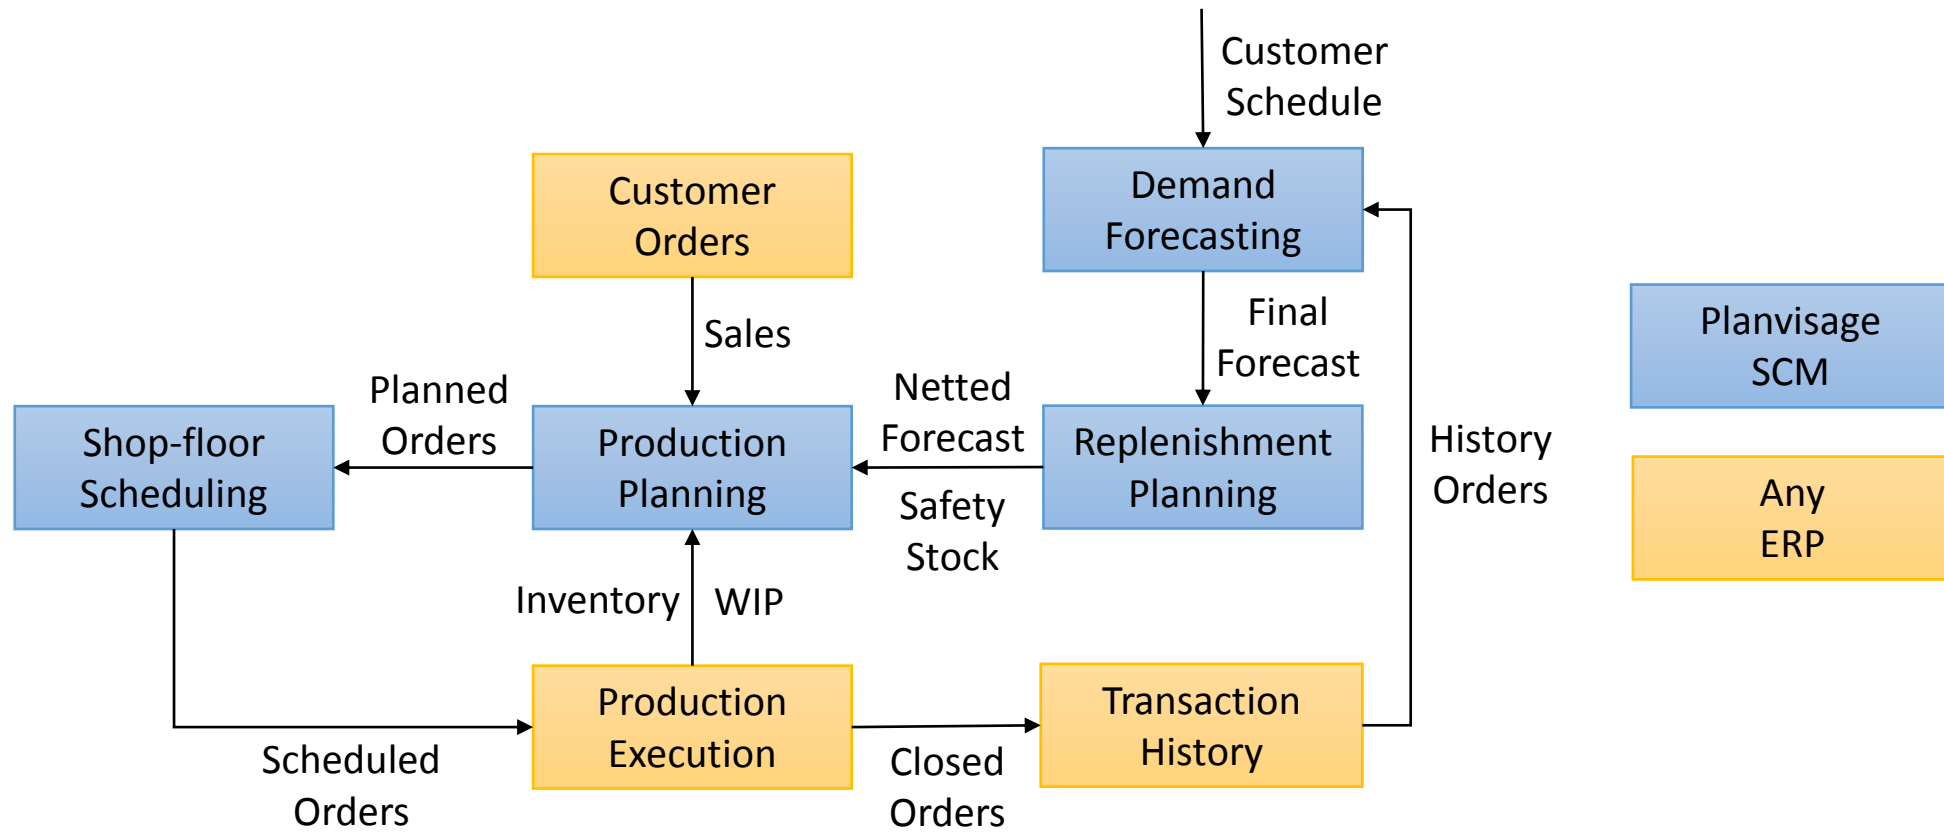 Customer
Schedule
Customer
Orders
Demand
Forecasting
Sales
Final
Forecast
Planned
Orders
Netted
Forecast
Shop-floor
Scheduling
Production
Planning
Replenishment
Planning
Safety
Stock
History
Orders
Planvisage
SCM
Any
ERP
Inventory
WIP
Production
Execution
Transaction
History
Scheduled
Orders
Closed
Orders